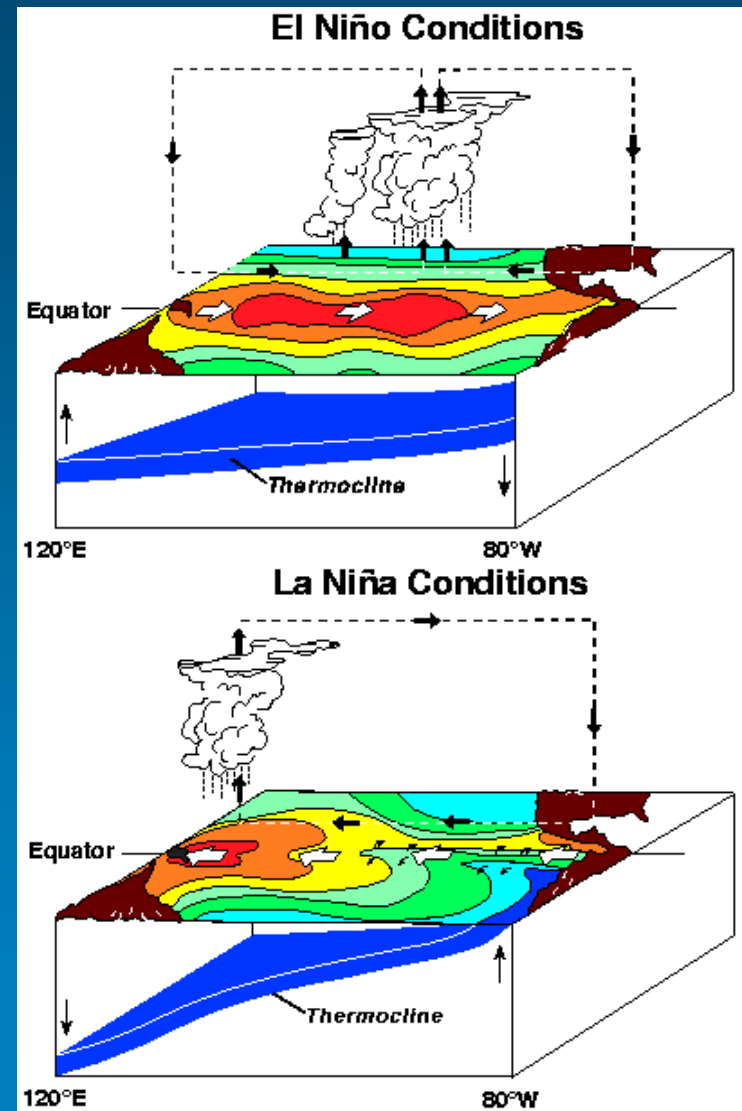 El Niño Conditions
Equator
Thermocline
120°E 80°W
La Niña Conditions
Equator
Thermocline
120°E 80°W